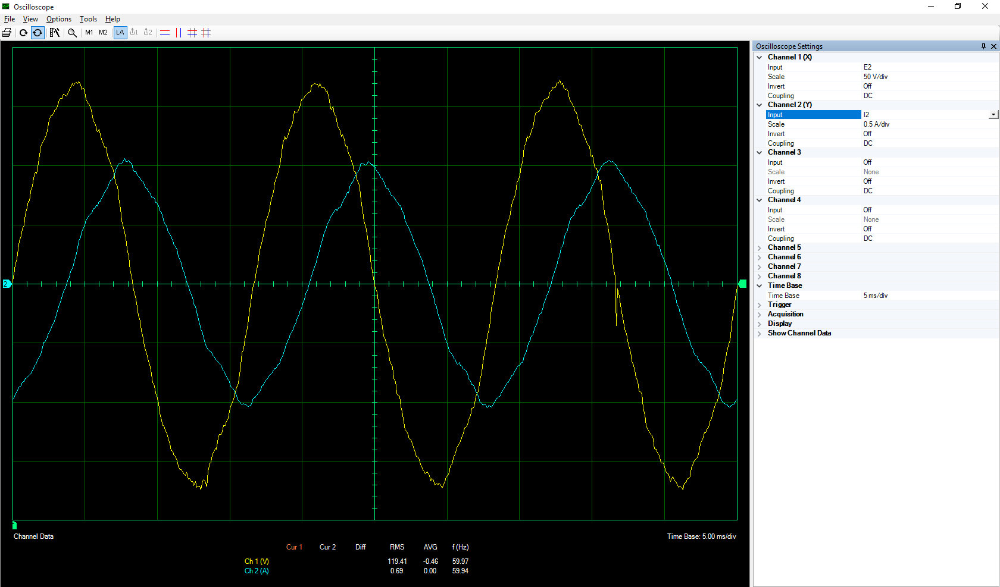 Oscilloscope
File View Options Tools Help
M1 M2 LA 1 2
Oscilloscope Settings
Channel 1 (X)
Input E2
Scale 50 V/div
Invert Off
Coupling DC
Channel 2 (Y)
Input I2
Scale 0.5 A/div
Invert Off
Coupling DC
Channel 3
Input Off
Scale None
Invert Off
Coupling DC
Channel 4
Input Off
Scale None
Invert Off
Coupling DC
Channel 5
Channel 6
Channel 7
Channel 8
Time Base
Time Base 5 ms/div
Trigger
Acquisition
Display
Show Channel Data
2
Channel Data Time Base: 5.00 ms/div
Cur 1 Cur 2 Diff RMS AVG f (Hz)
Ch 1 (V) 119.41 -0.46 59.97
Ch 2 (A) 0.69 0.00 59.94